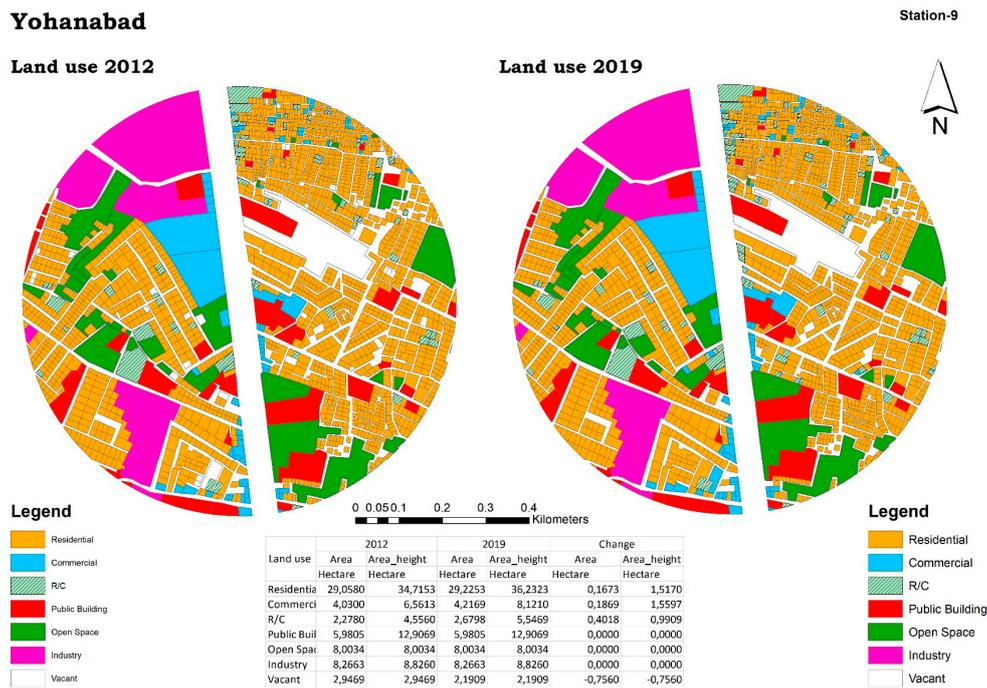 Yohanabad
Station-9
Land use 2012
Land use 2019
N
Legend
Residential
Commercial
R/C
Public Building
Open Space
Industry
Vacant
0 0.050.1 0.2 0.3 0.4
Kilometers
Land use 2012 2019 Change
Area Area_height Area Area_height Area Area_height
Hectare Hectare Hectare Hectare Hectare Hectare
Residentia 29,0580 34,7153 29,2253 36,2323 0,1673 1,5170
Commerci 4,0300 6,5613 4,2169 8,1210 0,1869 1,5597
R/C 2,2780 4,5560 2,6798 5,5469 0,4018 0,9909
Public Buil 5,9805 12,9069 5,9805 12,9069 0,0000 0,0000
Open Spac 8,0034 8,0034 8,0034 8,0034 0,0000 0,0000
Industry 8,2663 8,8260 8,2663 8,8260 0,0000 0,0000
Vacant 2,9469 2,9469 2,1909 2,1909 -0,7560 -0,7560
Legend
Residential
Commercial
R/C
Public Building
Open Space
Industry
Vacant